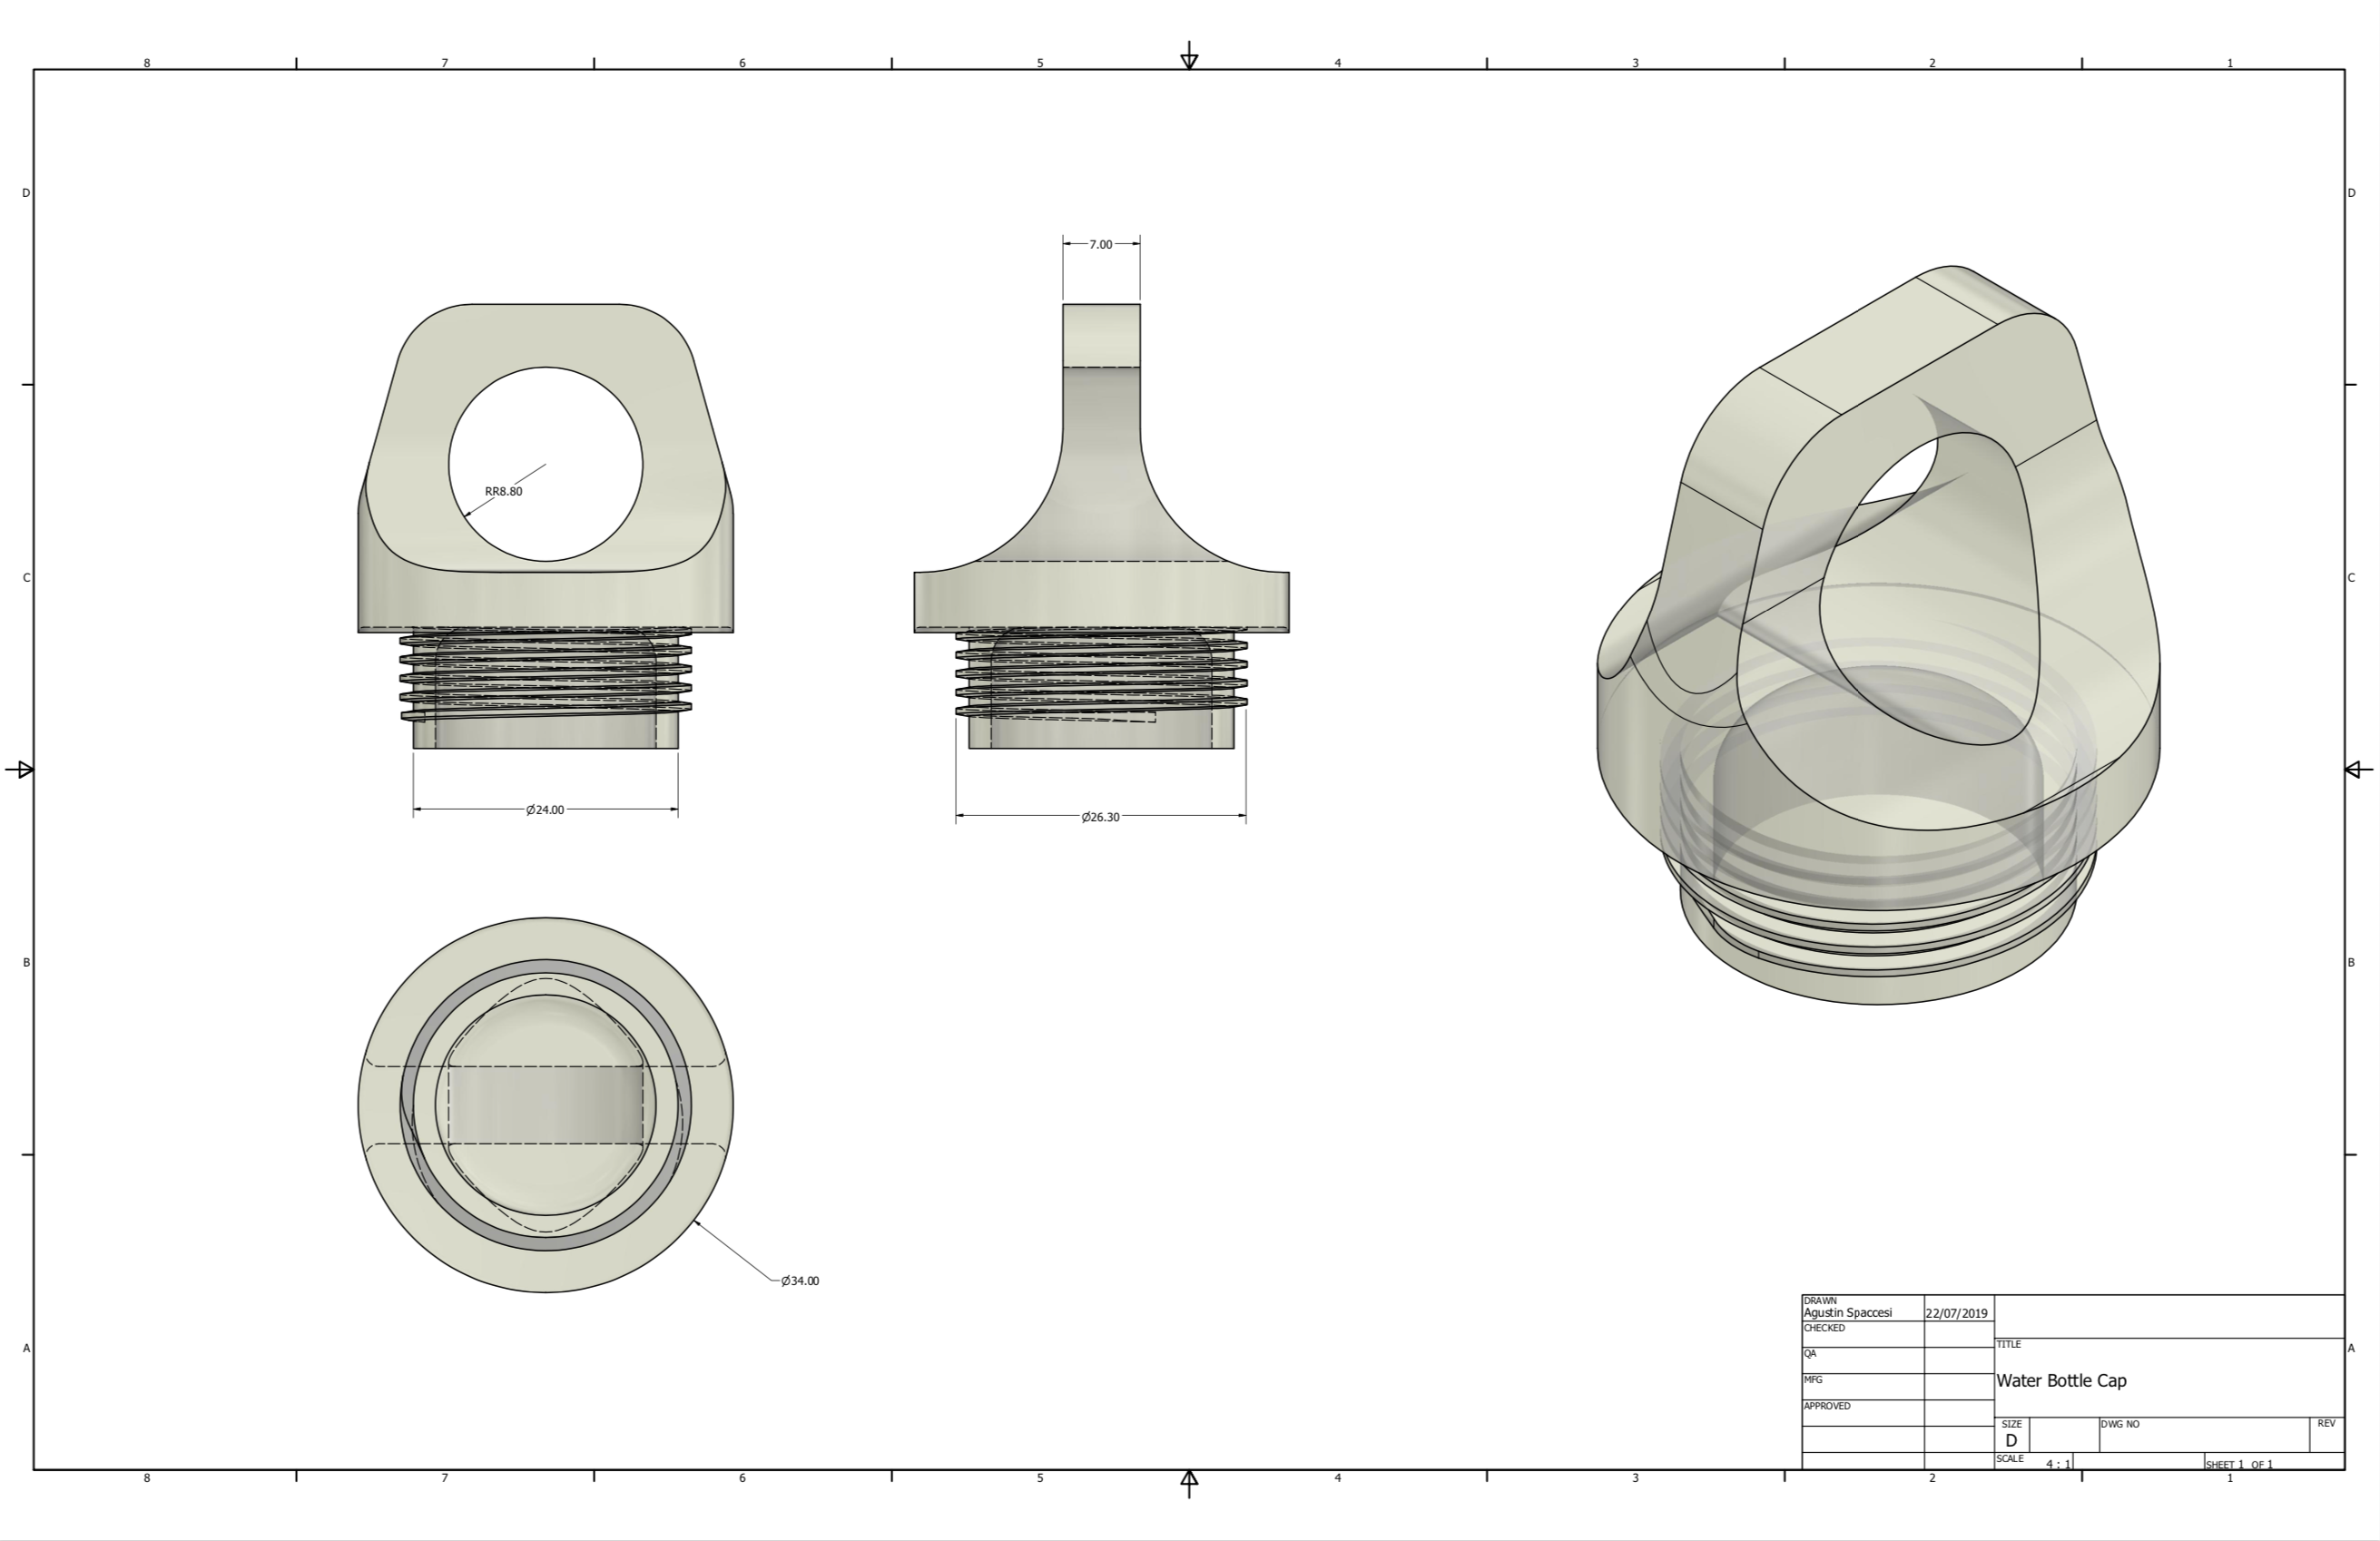 8 7 6 5 4 3 2 1
D D
7.00
RR8.80
C C
Ø24.00
Ø26.30
B B
Ø34.00
DRAWN
Agustin Spaccesi 22/07/2019
CHECKED
TITLE
QA
Water Bottle Cap
MFG
APPROVED
SIZE DWG NO REV
D
SCALE 4 : 1 SHEET 1 OF 1
A A
8 7 6 5 4 3 2 1